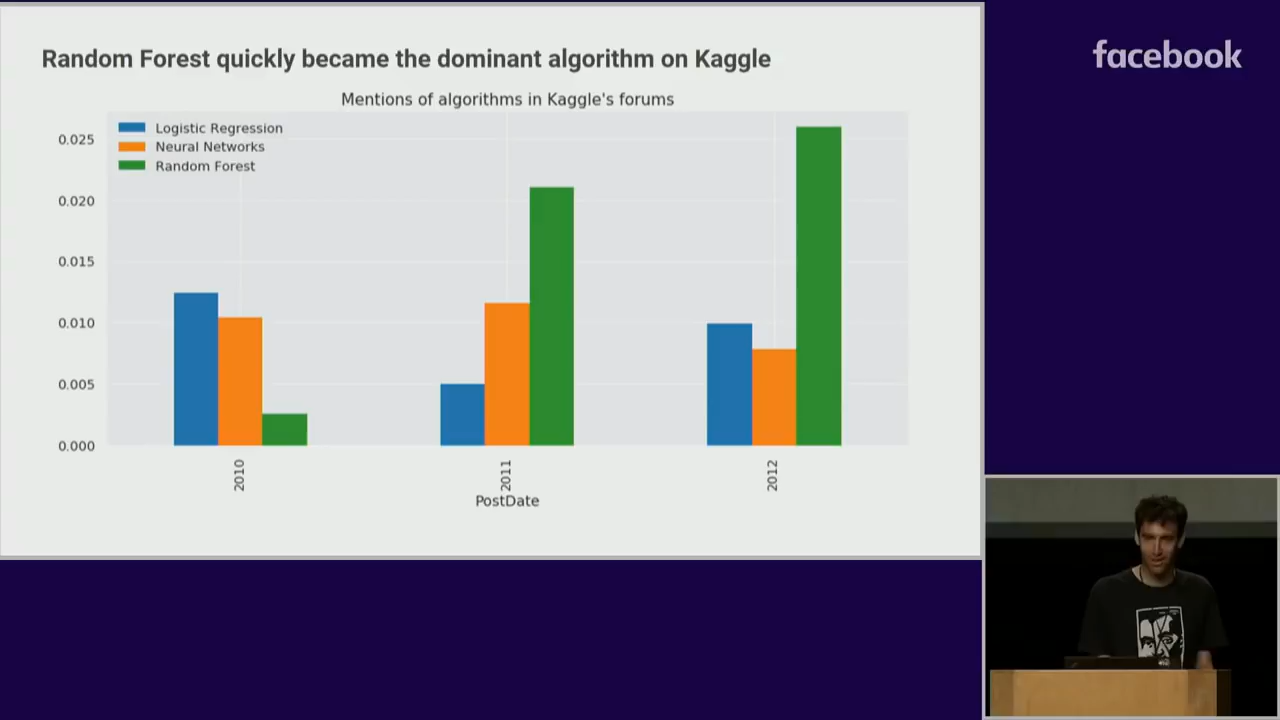 Random Forest quickly became the dominant algorithm on Kaggle
facebook
Mentions of algorithms in Kaggle's forums
Logistic Regression
Neural Networks
Random Forest
0.025
0.020
0.015
0.010
0.005
0.000
2010
2011
2012
PostDate